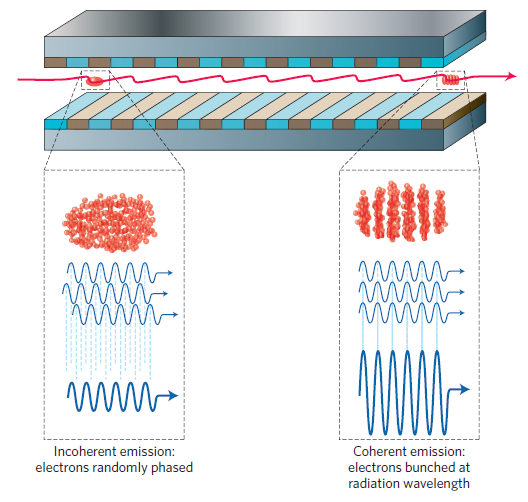 Incoherent emission:
electrons randomly phased
Coherent emission:
electrons bunched at
radiation wavelength